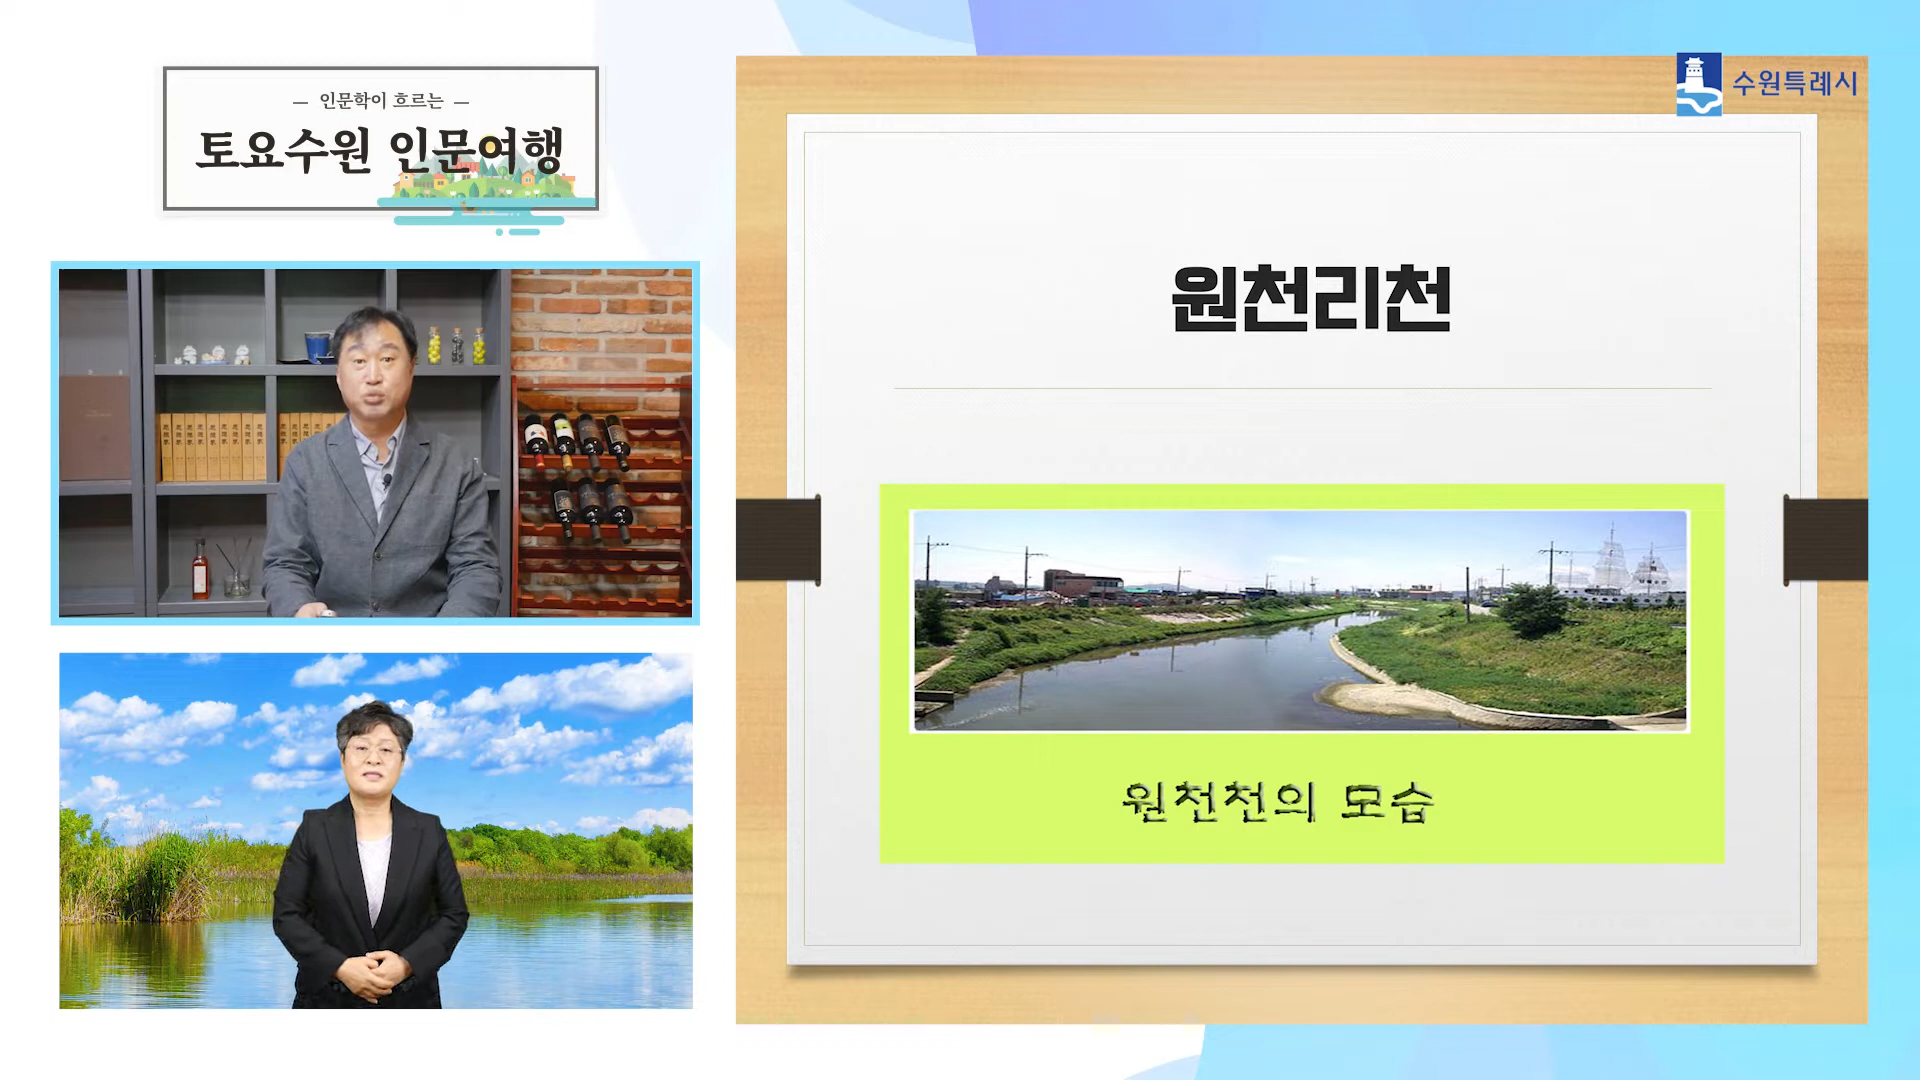 — 인문학이 흐르는 —
토요수원 인문여행
수원특례시
원천리천
원천천의 모습